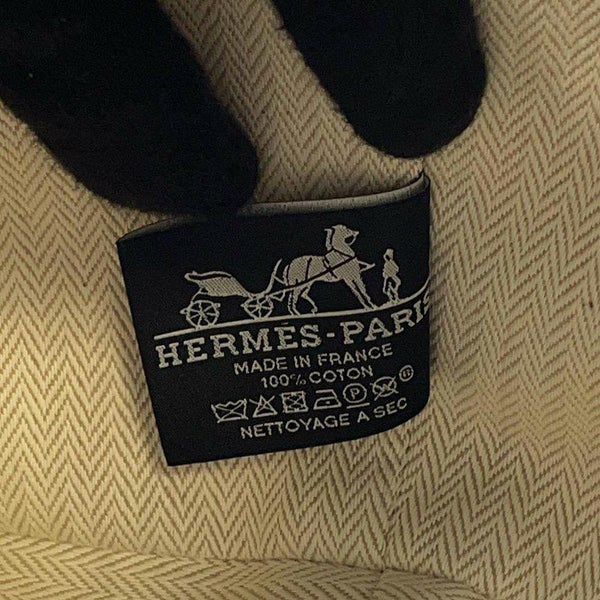 HERMÈS-PARIS
MADE IN FRANCE
100% COTON
P W
NETTOYAGE A SEC